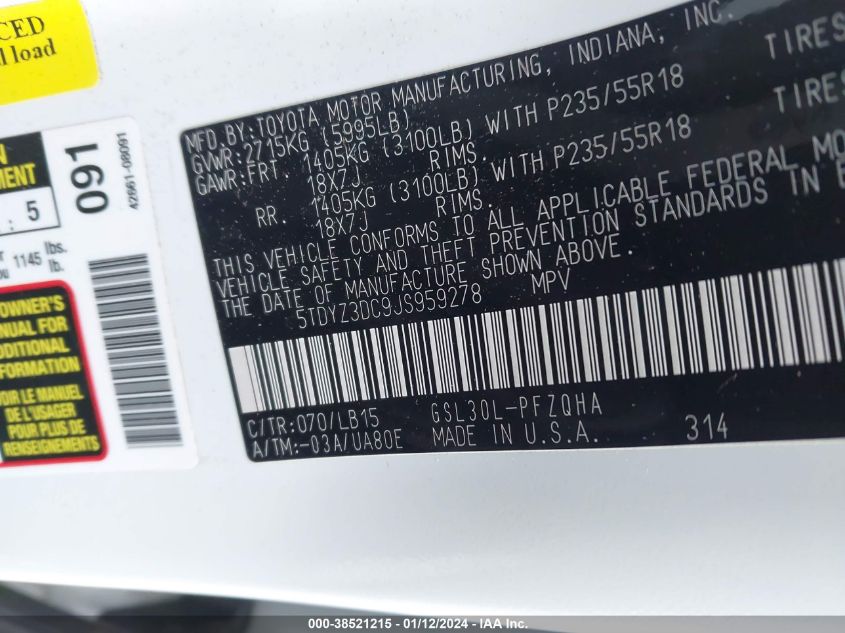 CED
load
N
MENT
: 5
1145 lbs.
lb.
091
42661-08091
OWNER'S
MANUAL FOR
ADDITIONAL
INFORMATION
VOIR LE MANUEL
DE L'USAGER
POUR PLUS DE
RENSEIGNEMENTS
MFD.BY:TOYOTA MOTOR MANUFACTURING, INDIANA, INC.
GVWR:2715KG (5995LB)
GAWR:FRT. 1405KG (3100LB) WITH P235/55R18 TIRES
18X7J RIMS.
RR. 1405KG (3100LB) WITH P235/55R18 TIRES
18X7J RIMS.
THIS VEHICLE CONFORMS TO ALL APPLICABLE FEDERAL MO
VEHICLE SAFETY AND THEFT PREVENTION STANDARDS IN E
THE DATE OF MANUFACTURE SHOWN ABOVE.
5TDYZ3DC9JS959278 MPV
C/TR:070/LB15 GSL30L-PFZQHA
A/TM:-03A/UA80E MADE IN U.S.A. 314
000-38521215 - 01/12/2024 - IAAI Inc.